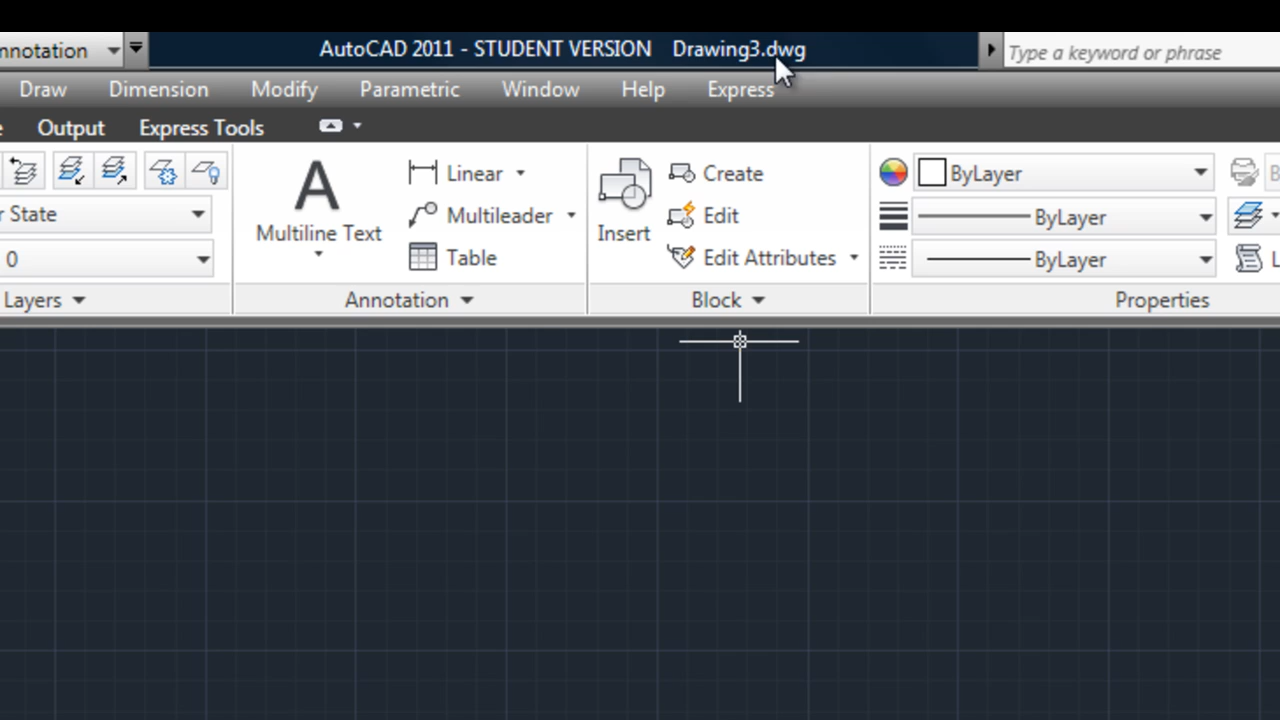 nnotation AutoCAD 2011 - STUDENT VERSION Drawing3.dwg Type a keyword or phrase
Draw Dimension Modify Parametric Window Help Express
e Output Express Tools
Linear Create ByLayer B
r State Multiline Text Multileader Insert Edit ByLayer
0 Table Edit Attributes ByLayer L
Layers Annotation Block Properties